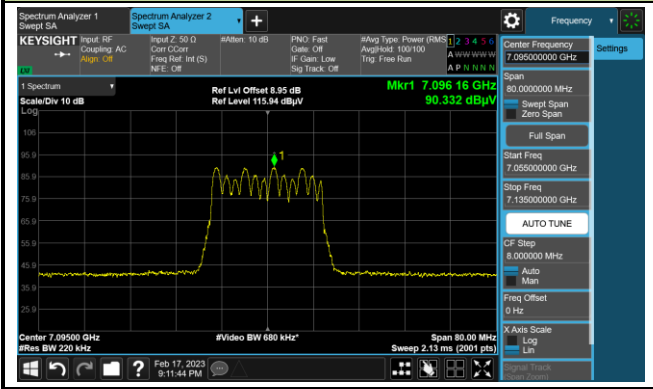 Spectrum Analyzer 1
Swept SA
Spectrum Analyzer 2
Swept SA
+
Frequency
KEYSIGHT
Input: RF
Coupling: AC
Align: Off
Input Z: 50 Ω
Corr CCorr
Freq Ref: Int (S)
NFE: Off
#Atten: 10 dB
PNO: Fast
Gate: Off
IF Gain: Low
Sig Track: Off
#Avg Type: Power (RMS
Avg|Hold: 100/100
Trig: Free Run
1 2 3 4 5 6
A W W W W W
A P N N N N
Center Frequency
7.095000000 GHz
Settings
Span
80.0000000 MHz
Swept Span
Zero Span
Full Span
Start Freq
7.055000000 GHz
Stop Freq
7.135000000 GHz
AUTO TUNE
CF Step
8.000000 MHz
Auto
Man
Freq Offset
0 Hz
X Axis Scale
Log
Lin
Signal Track
(Span Zoom)
1 Spectrum
Scale/Div 10 dB
Log
Ref Lvl Offset 8.95 dB
Ref Level 115.94 dBµV
Mkr1 7.096 16 GHz
90.332 dBµV
106
95.9
85.9
75.9
65.9
55.9
45.9
35.9
25.9
1
Center 7.09500 GHz
#Res BW 220 kHz
#Video BW 680 kHz*
Span 80.00 MHz
Sweep 2.13 ms (2001 pts)
Feb 17, 2023
9:11:44 PM